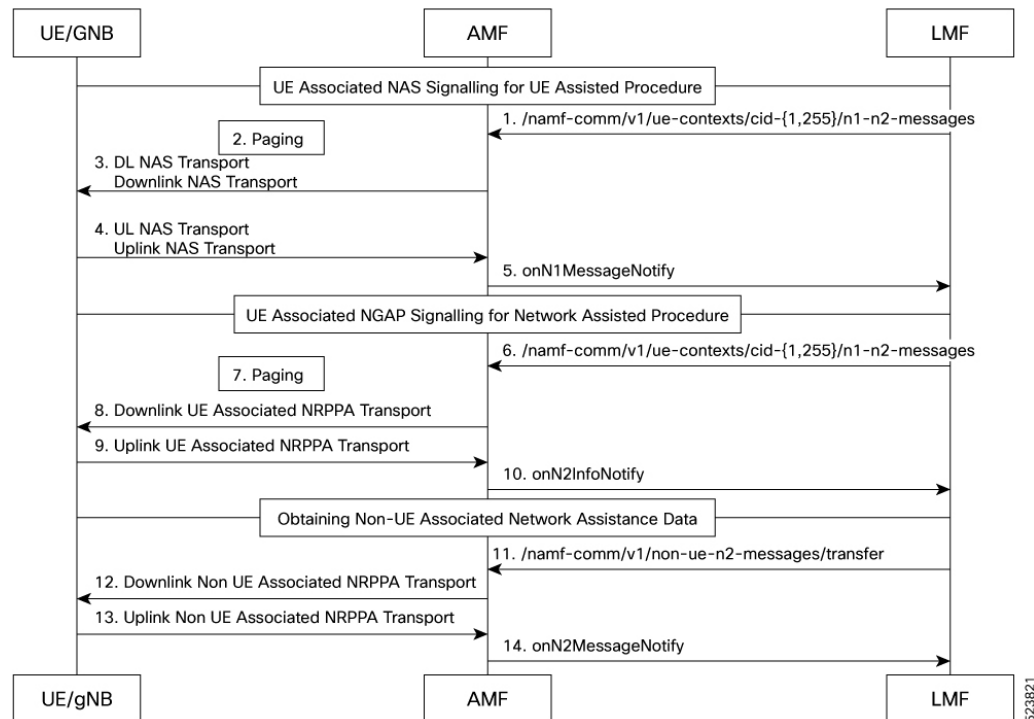 UE/GNB
AMF
LMF
UE Associated NAS Signalling for UE Assisted Procedure
1. /namf-comm/v1/ue-contexts/cid-{1,255}/n1-n2-messages
2. Paging
3. DL NAS Transport
Downlink NAS Transport
4. UL NAS Transport
Uplink NAS Transport
5. onN1MessageNotify
UE Associated NGAP Signalling for Network Assisted Procedure
6. /namf-comm/v1/ue-contexts/cid-{1,255}/n1-n2-messages
7. Paging
8. Downlink UE Associated NRPPA Transport
9. Uplink UE Associated NRPPA Transport
10. onN2InfoNotify
Obtaining Non-UE Associated Network Assistance Data
11. /namf-comm/v1/non-ue-n2-messages/transfer
12. Downlink Non UE Associated NRPPA Transport
13. Uplink Non UE Associated NRPPA Transport
14. onN2MessageNotify
UE/gNB
AMF
LMF
523821